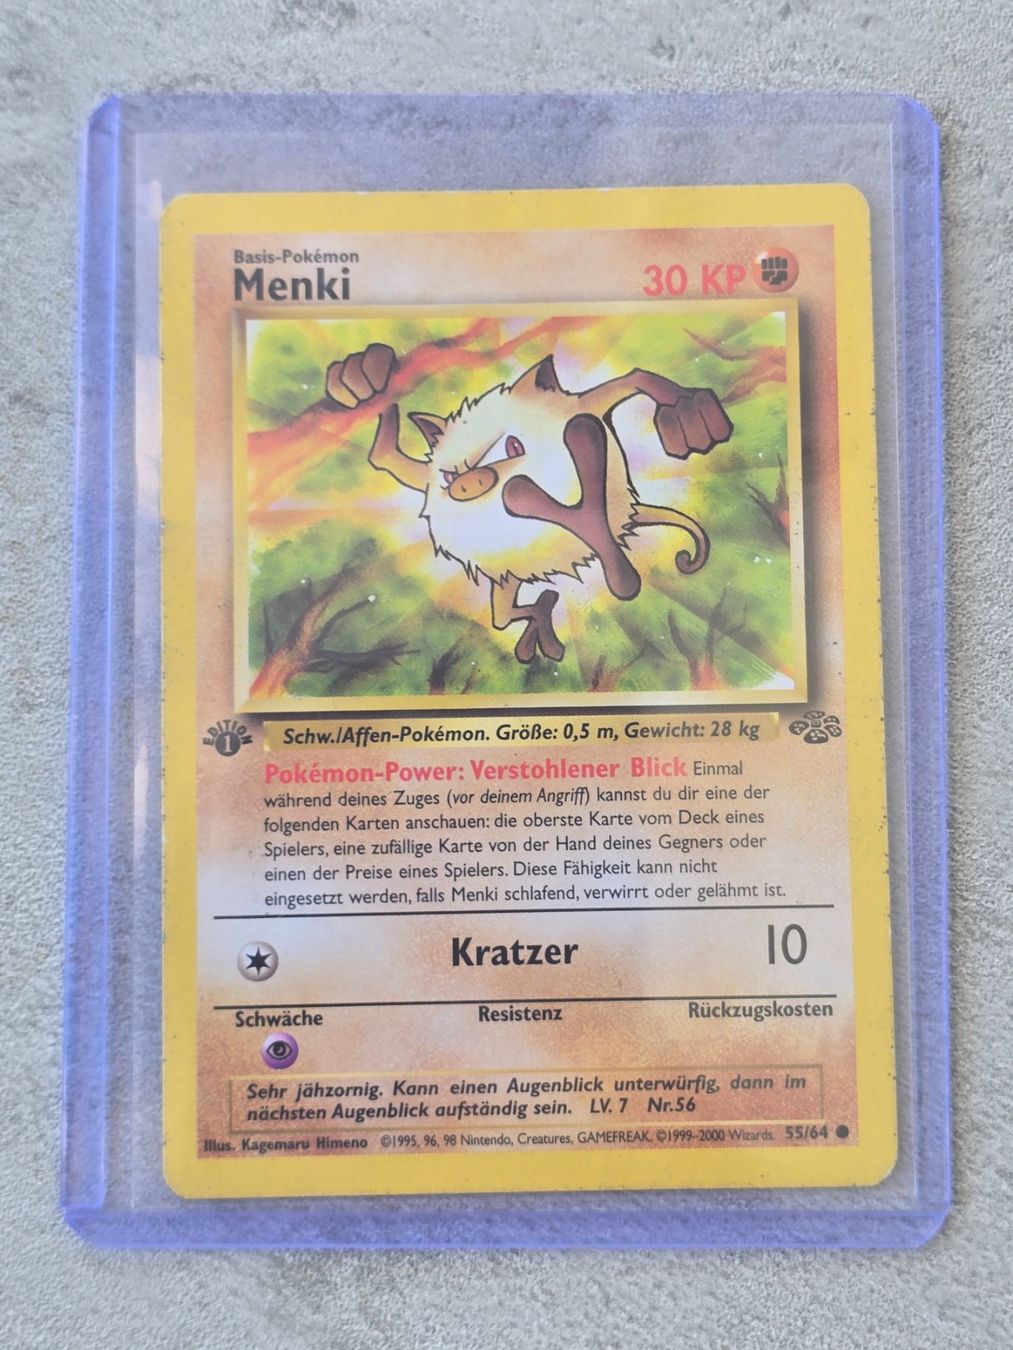 Basis-Pokémon
Menki
30 KP
EDITION
1
Schw./Affen-Pokémon. Größe: 0,5 m, Gewicht: 28 kg
Pokémon-Power: Verstohlener Blick Einmal
während deines Zuges (vor deinem Angriff) kannst du dir eine der
folgenden Karten anschauen: die oberste Karte vom Deck eines
Spielers, eine zufällige Karte von der Hand deines Gegners oder
einen der Preise eines Spielers. Diese Fähigkeit kann nicht
eingesetzt werden, falls Menki schlafend, verwirrt oder gelähmt ist.
Kratzer 10
Schwäche Resistenz Rückzugskosten
Sehr jähzornig. Kann einen Augenblick unterwürfig, dann im
nächsten Augenblick aufständig sein. LV. 7 Nr.56
Illus. Kagemaru Himeno ©1995, 96, 98 Nintendo, Creatures, GAMEFREAK. ©1999-2000 Wizards. 55/64